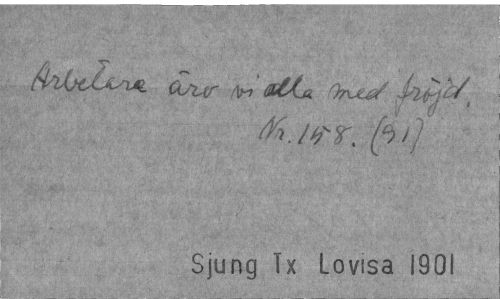 Arbetare äro vi alla med fröjd.
Nr. 158. (91)
Sjung Tx Lovisa 1901